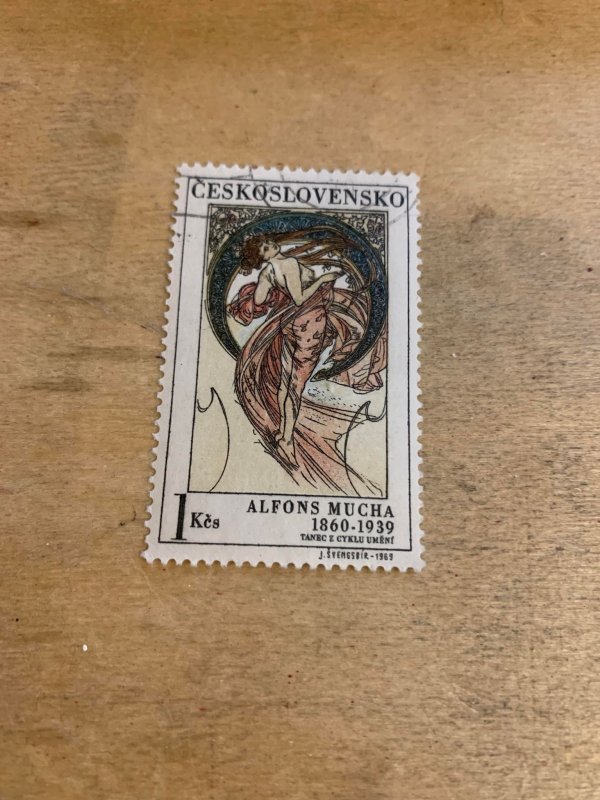 ČESKOSLOVENSKO
1 Kčs
ALFONS MUCHA
1860-1939
TANEC Z CYKLU UMĚNÍ
J. ŠVENGSBÍR - 1969